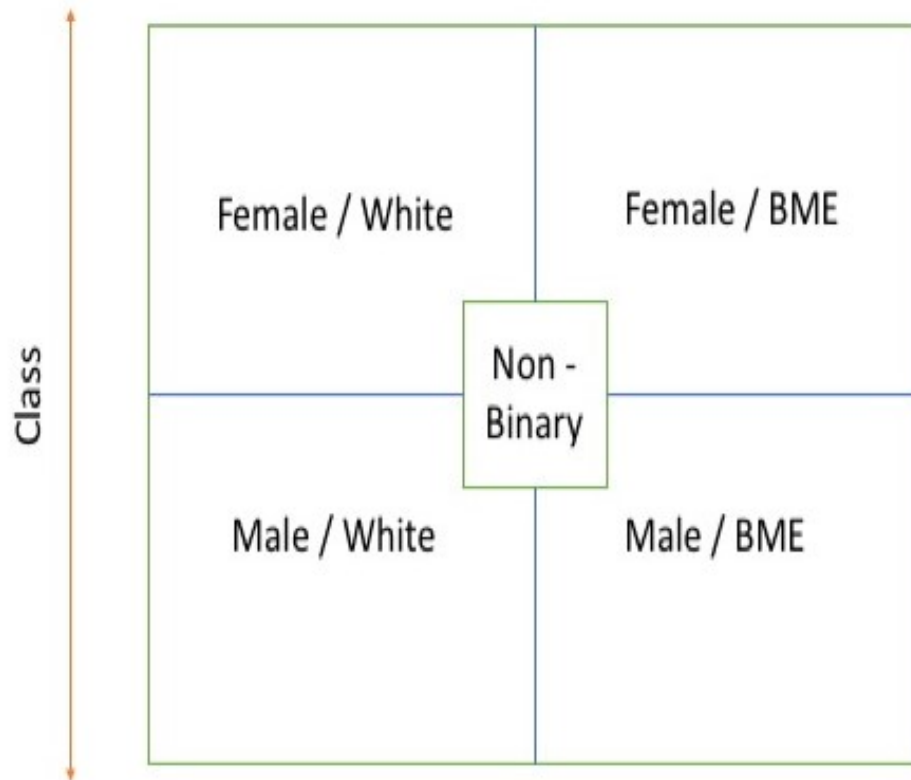 Female / White
Female / BME
Class
Non -
Binary
Male / White
Male / BME